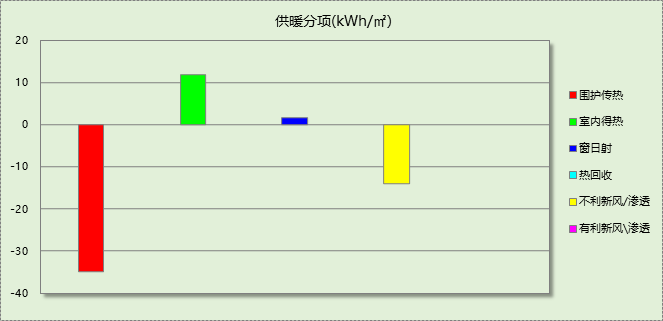 供暖分项(kWh/㎡)
20
10
0
-10
-20
-30
-40
围护传热
室内得热
窗日射
热回收
不利新风/渗透
有利新风\渗透